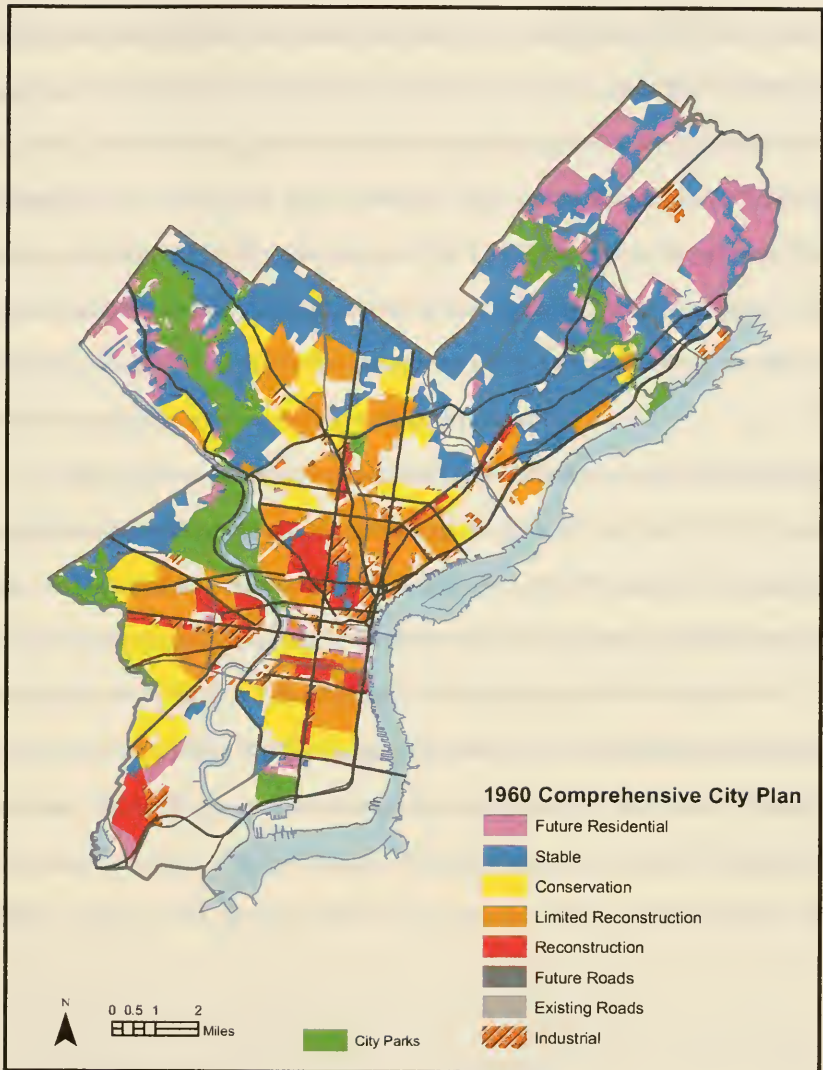 1960 Comprehensive City Plan
Future Residential
Stable
Conservation
Limited Reconstruction
Reconstruction
Future Roads
Existing Roads
Industrial
N
0 0.5 1 2
Miles
City Parks